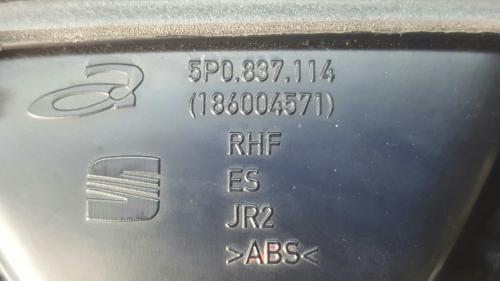 5P0.837.114
(186004571)
RHF
ES
JR2
>ABS<